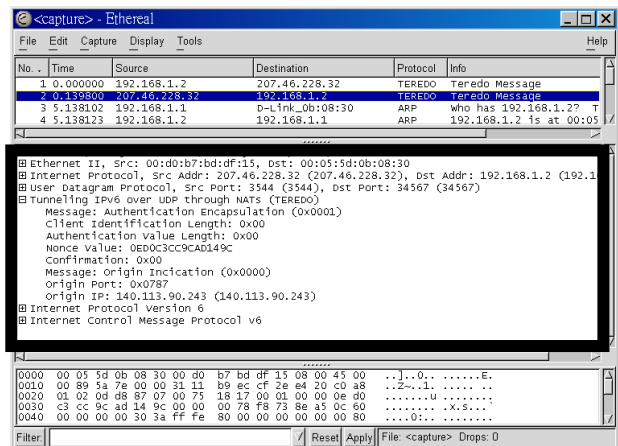 <capture> - Ethereal
File Edit Capture Display Tools Help
No. . Time Source Destination Protocol Info
1 0.000000 192.168.1.2 207.46.228.32 TEREDO Teredo Message
2 0.139800 207.46.228.32 192.168.1.2 TEREDO Teredo Message
3 5.138102 192.168.1.1 D-Link_0b:08:30 ARP Who has 192.168.1.2? T
4 5.138123 192.168.1.2 192.168.1.1 ARP 192.168.1.2 is at 00:05
Ethernet II, Src: 00:d0:b7:bd:df:15, Dst: 00:05:5d:0b:08:30
Internet Protocol, Src Addr: 207.46.228.32 (207.46.228.32), Dst Addr: 192.168.1.2 (192.1
User Datagram Protocol, Src Port: 3544 (3544), Dst Port: 34567 (34567)
Tunneling IPv6 over UDP through NATs (TEREDO)
Message: Authentication Encapsulation (0x0001)
Client Identification Length: 0x00
Authentication Value Length: 0x00
Nonce Value: 0ED0C3CC9CAD149C
Confirmation: 0x00
Message: Origin Incication (0x0000)
Origin Port: 0x0787
Origin IP: 140.113.90.243 (140.113.90.243)
Internet Protocol Version 6
Internet Control Message Protocol v6
0000 00 05 5d 0b 08 30 00 d0 b7 bd df 15 08 00 45 00 ..]..0.. ......E.
0010 00 89 5a 7e 00 00 31 11 b9 ec cf 2e e4 20 c0 a8 ..Z~..1. ..... ..
0020 01 02 0d d8 87 07 00 75 18 17 00 01 00 00 0e d0 .......u ........
0030 c3 cc 9c ad 14 9c 00 00 00 78 f8 73 8e a5 0c 60 ........ .x.s...`
0040 00 00 00 00 30 3a ff fe 80 00 00 00 00 00 00 80 ....0:.. ........
Filter: Reset Apply File: <capture> Drops: 0